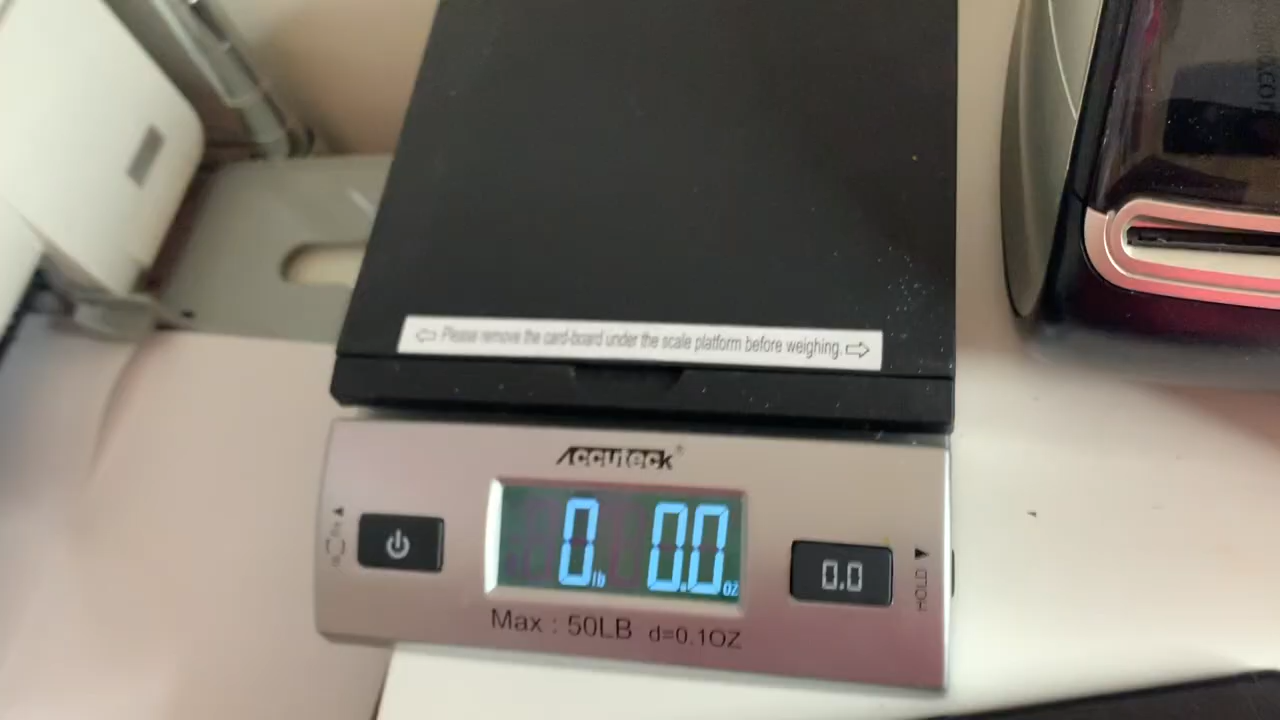 ⇦ Please remove the card-board under the scale platform before weighing. ⇨
ACCUTECK®
0 lb 0.0 oz
0.0
HOLD ▼
Max : 50LB d=0.1OZ